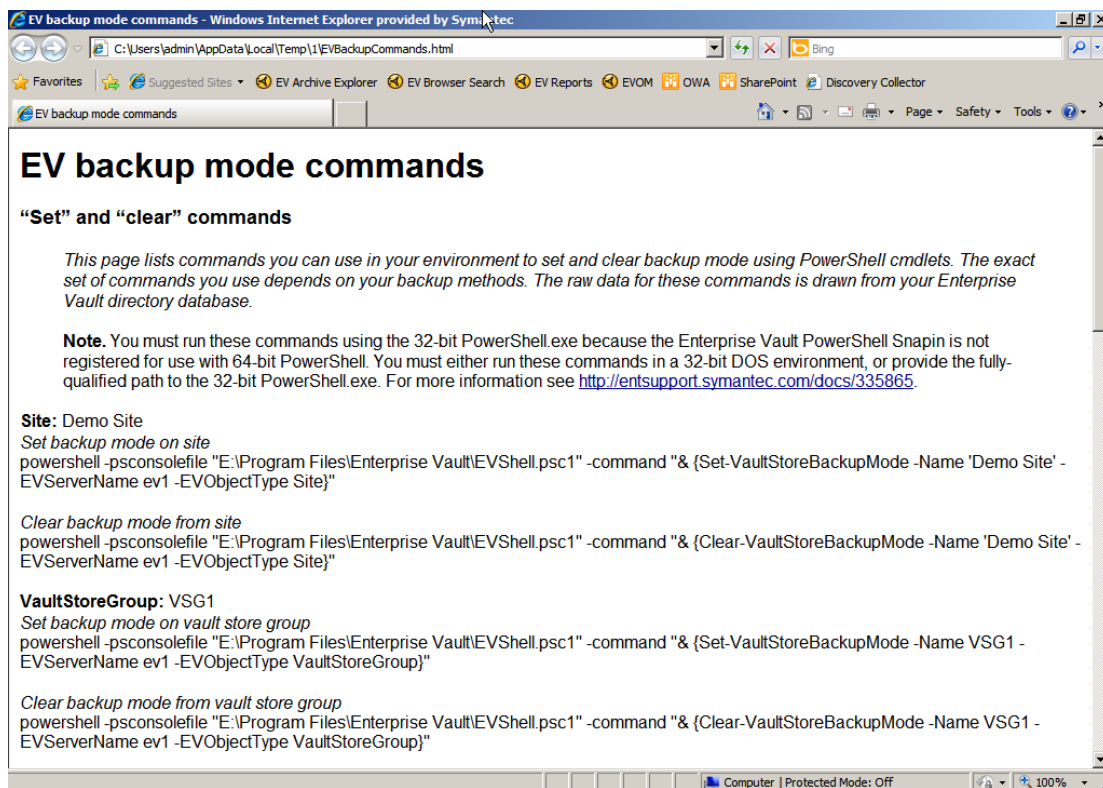 EV backup mode commands - Windows Internet Explorer provided by Symantec
C:\Users\admin\AppData\Local\Temp\1\EVBackupCommands.html
Bing
Favorites Suggested Sites EV Archive Explorer EV Browser Search EV Reports EVOM OWA SharePoint Discovery Collector
EV backup mode commands Page Safety Tools
EV backup mode commands
“Set” and “clear” commands
This page lists commands you can use in your environment to set and clear backup mode using PowerShell cmdlets. The exact
set of commands you use depends on your backup methods. The raw data for these commands is drawn from your Enterprise
Vault directory database.
Note. You must run these commands using the 32-bit PowerShell.exe because the Enterprise Vault PowerShell Snapin is not
registered for use with 64-bit PowerShell. You must either run these commands in a 32-bit DOS environment, or provide the fully-
qualified path to the 32-bit PowerShell.exe. For more information see http://entsupport.symantec.com/docs/335865.
Site: Demo Site
Set backup mode on site
powershell -psconsolefile "E:\Program Files\Enterprise Vault\EVShell.psc1" -command "& {Set-VaultStoreBackupMode -Name 'Demo Site' -
EVServerName ev1 -EVObjectType Site}"
Clear backup mode from site
powershell -psconsolefile "E:\Program Files\Enterprise Vault\EVShell.psc1" -command "& {Clear-VaultStoreBackupMode -Name 'Demo Site' -
EVServerName ev1 -EVObjectType Site}"
VaultStoreGroup: VSG1
Set backup mode on vault store group
powershell -psconsolefile "E:\Program Files\Enterprise Vault\EVShell.psc1" -command "& {Set-VaultStoreBackupMode -Name VSG1 -
EVServerName ev1 -EVObjectType VaultStoreGroup}"
Clear backup mode from vault store group
powershell -psconsolefile "E:\Program Files\Enterprise Vault\EVShell.psc1" -command "& {Clear-VaultStoreBackupMode -Name VSG1 -
EVServerName ev1 -EVObjectType VaultStoreGroup}"
Computer | Protected Mode: Off 100%